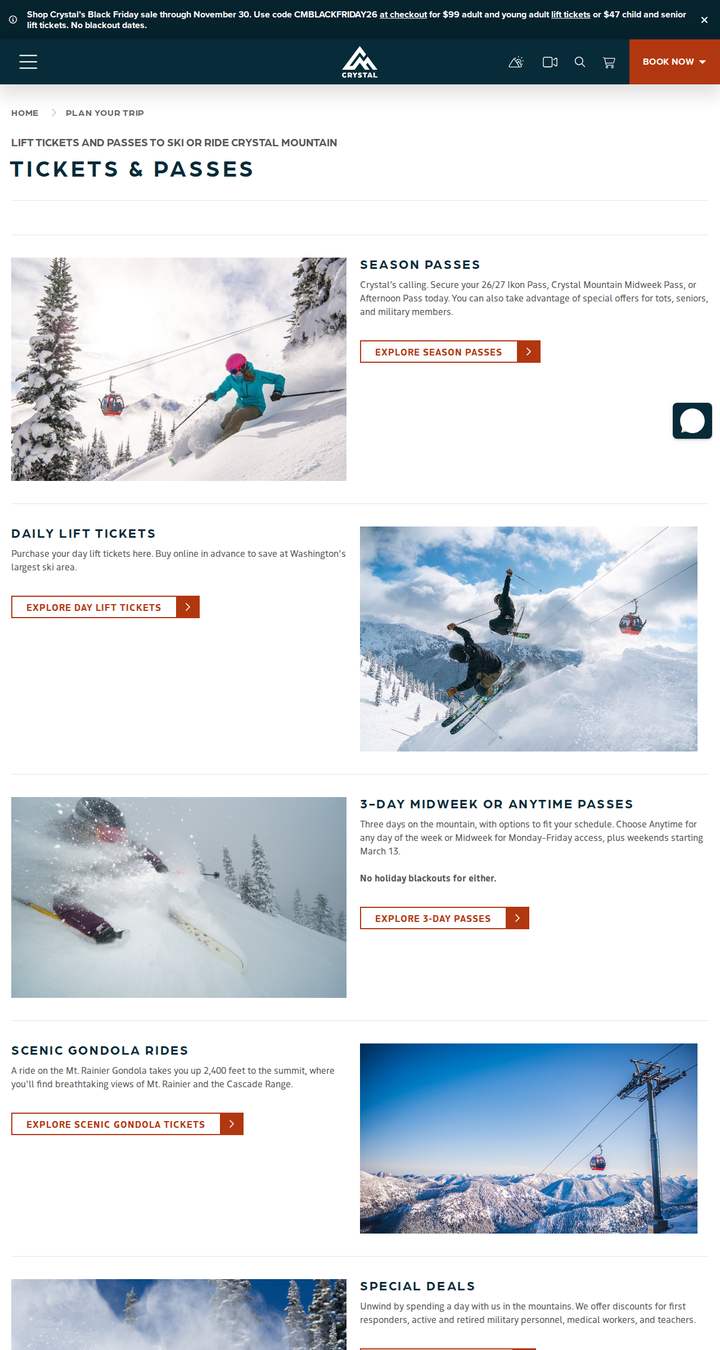 Shop Crystal's Black Friday sale through November 30. Use code CMBLACKFRIDAY26 at checkout for $99 adult and young adult lift tickets or $47 child and senior
lift tickets. No blackout dates.
CRYSTAL
BOOK NOW
HOME
PLAN YOUR TRIP
LIFT TICKETS AND PASSES TO SKI OR RIDE CRYSTAL MOUNTAIN
TICKETS & PASSES
SEASON PASSES
Crystal's calling. Secure your 26/27 Ikon Pass, Crystal Mountain Midweek Pass, or
Afternoon Pass today. You can also take advantage of special offers for tots, seniors,
and military members.
EXPLORE SEASON PASSES
DAILY LIFT TICKETS
Purchase your day lift tickets here. Buy online in advance to save at Washington's
largest ski area.
EXPLORE DAY LIFT TICKETS
3-DAY MIDWEEK OR ANYTIME PASSES
Three days on the mountain, with options to fit your schedule. Choose Anytime for
any day of the week or Midweek for Monday–Friday access, plus weekends starting
March 13.
No holiday blackouts for either.
EXPLORE 3-DAY PASSES
SCENIC GONDOLA RIDES
A ride on the Mt. Rainier Gondola takes you up 2,400 feet to the summit, where
you'll find breathtaking views of Mt. Rainier and the Cascade Range.
EXPLORE SCENIC GONDOLA TICKETS
SPECIAL DEALS
Unwind by spending a day with us in the mountains. We offer discounts for first
responders, active and retired military personnel, medical workers, and teachers.